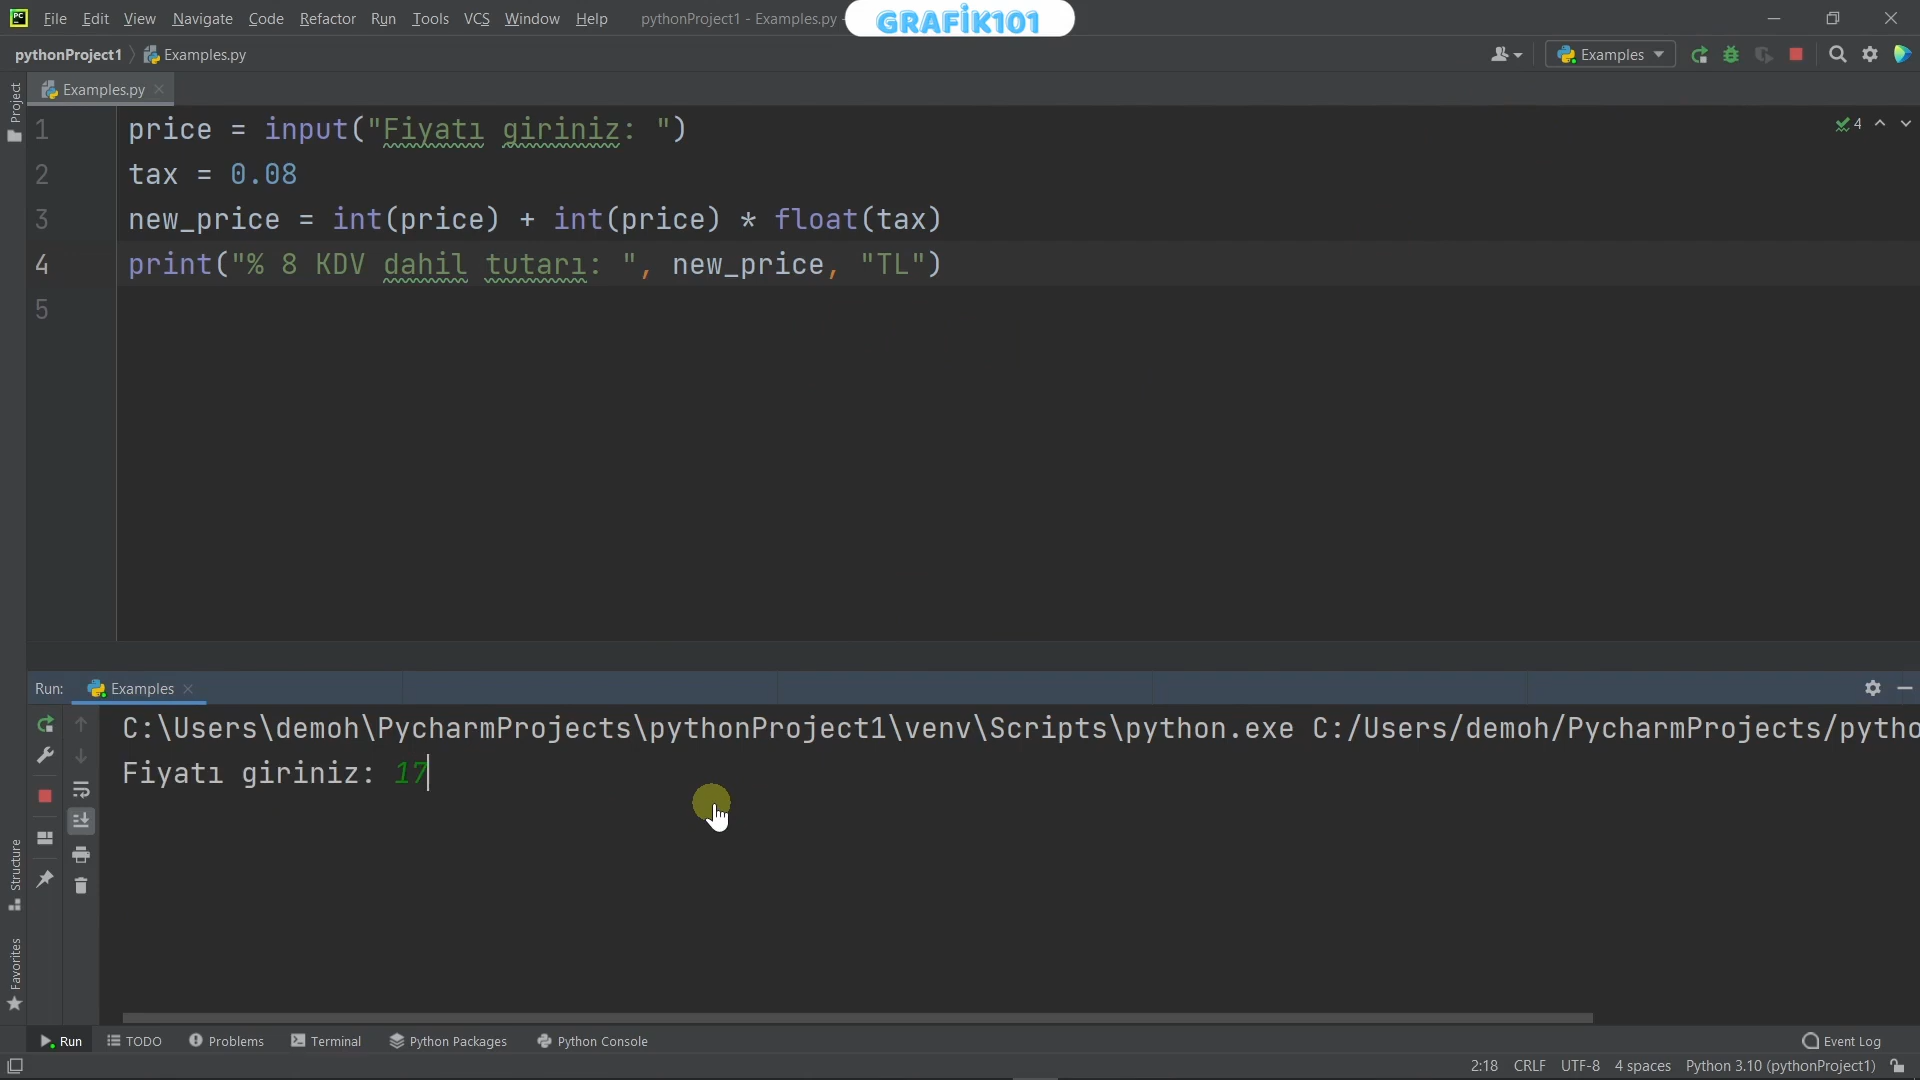 File Edit View Navigate Code Refactor Run Tools VCS Window Help pythonProject1 - Examples.py -
GRAFİK101
pythonProject1 Examples.py Examples
Examples.py
Project
4
1 price = input("Fiyatı giriniz: ")
2 tax = 0.08
3 new_price = int(price) + int(price) * float(tax)
4 print("% 8 KDV dahil tutarı: ", new_price, "TL")
5
Run: Examples
C:\Users\demoh\PycharmProjects\pythonProject1\venv\Scripts\python.exe C:/Users/demoh/PycharmProjects/pytho
Fiyatı giriniz: 17
Structure
Favorites
Run TODO Problems Terminal Python Packages Python Console Event Log
2:18 CRLF UTF-8 4 spaces Python 3.10 (pythonProject1)